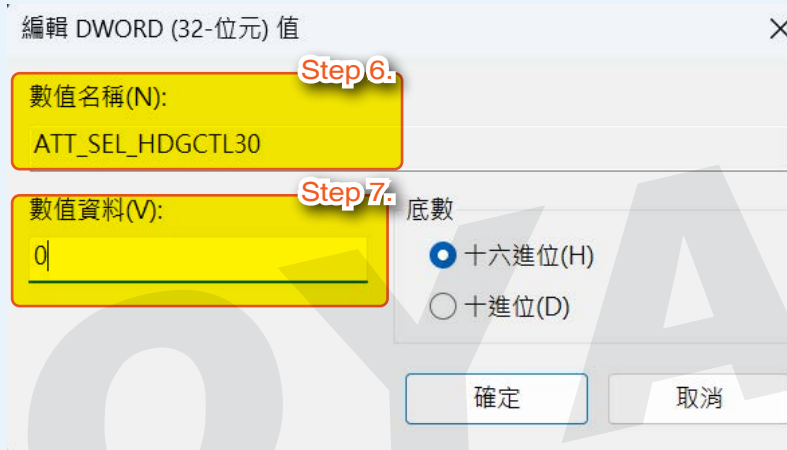 編輯 DWORD (32-位元) 值
Step 6.
數值名稱(N):
ATT_SEL_HDGCTL30
Step 7.
數值資料(V):
0
底數
十六進位(H)
十進位(D)
確定
取消
OYA